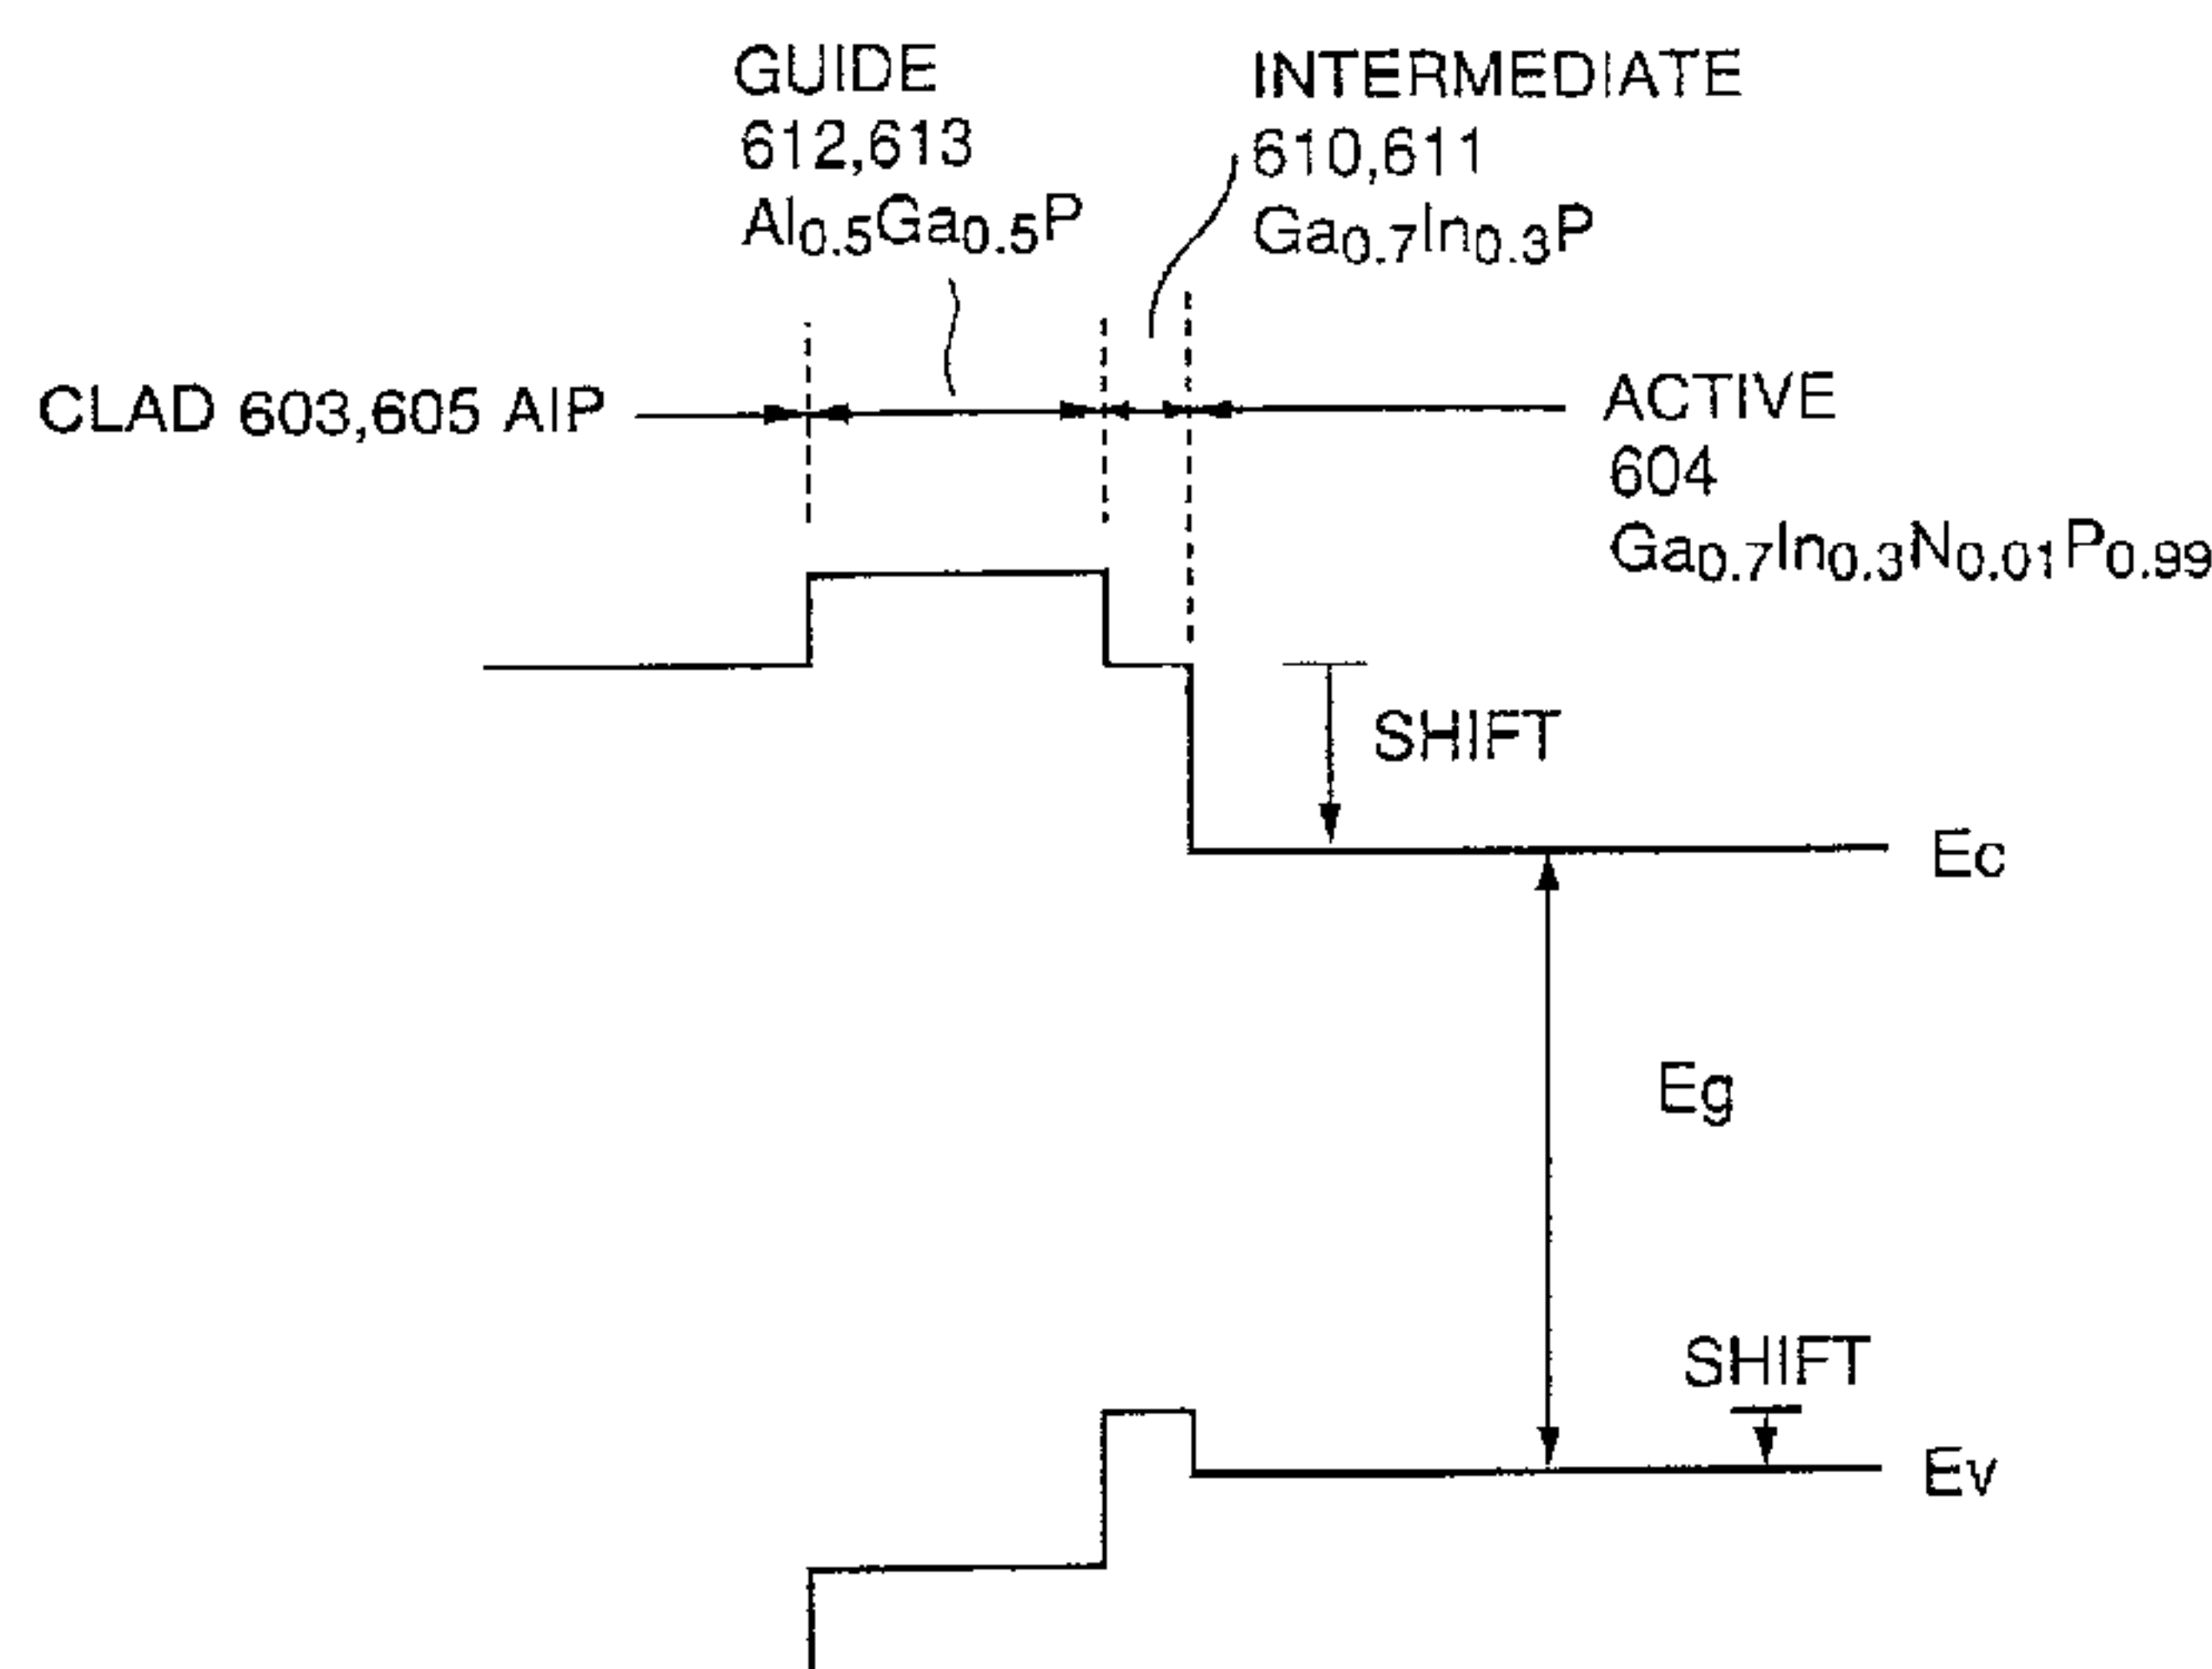 GUIDE
612,613
Al0.5Ga0.5P
INTERMEDIATE
610,611
Ga0.7In0.3P
CLAD 603,605 AlP
ACTIVE
604
Ga0.7In0.3N0.01P0.99
SHIFT
Ec
Eg
SHIFT
Ev